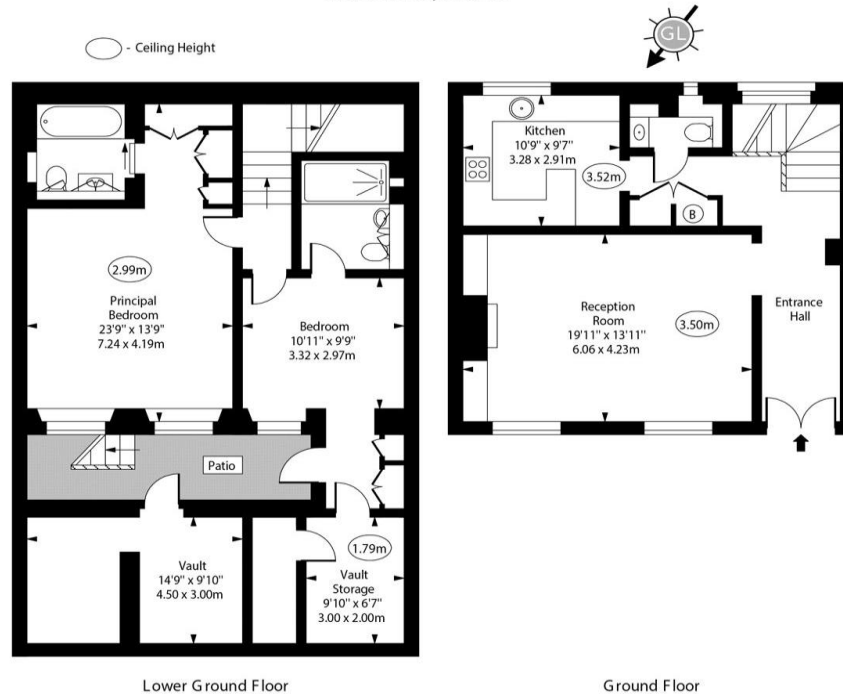 - Ceiling Height
GL
2.99m
Principal
Bedroom
23'9" x 13'9"
7.24 x 4.19m
Bedroom
10'11" x 9'9"
3.32 x 2.97m
Patio
Vault
14'9" x 9'10"
4.50 x 3.00m
1.79m
Vault
Storage
9'10" x 6'7"
3.00 x 2.00m
Lower Ground Floor
Kitchen
10'9" x 9'7"
3.28 x 2.91m
3.52m
B
Reception
Room
19'11" x 13'11"
6.06 x 4.23m
3.50m
Entrance
Hall
Ground Floor